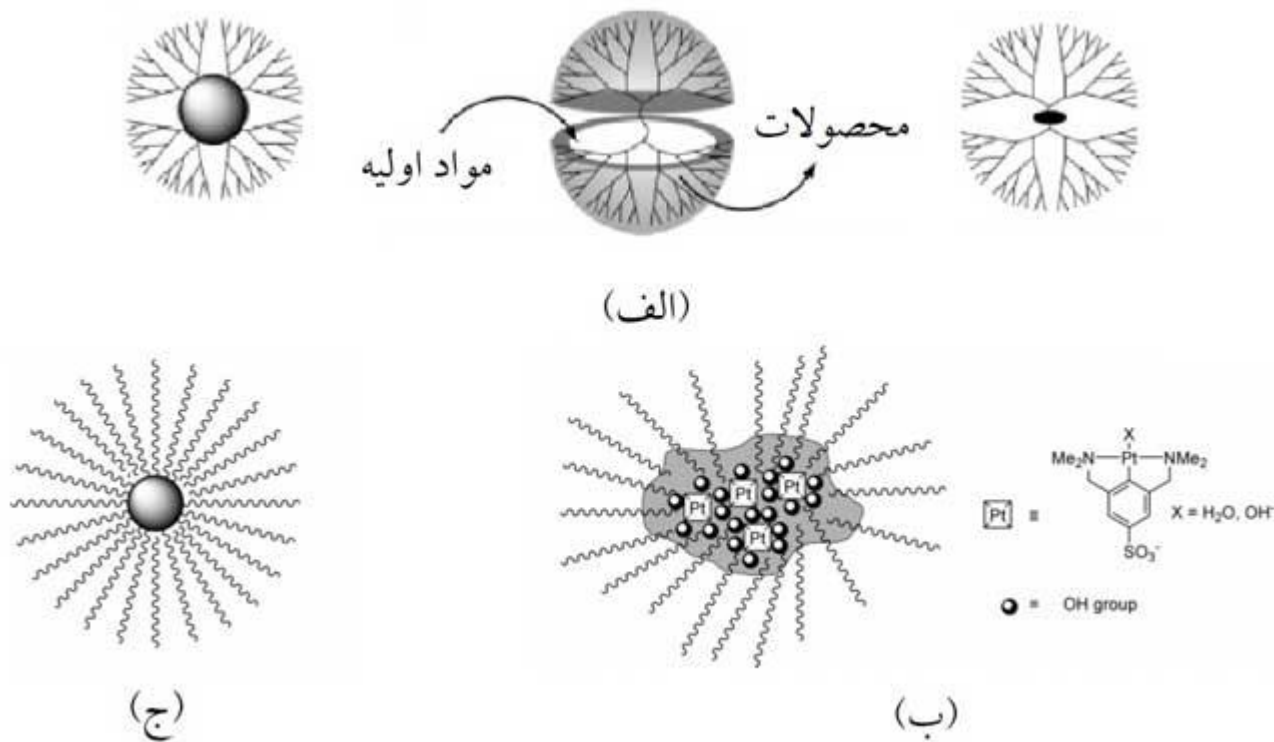 مواد اولیه
محصولات
(الف)
Pt
Pt
Pt
Pt
Pt ≡
X
Me₂N—Pt—NMe₂
SO₃⁻
X = H₂O, OH⁻
= OH group
(ج)
(ب)